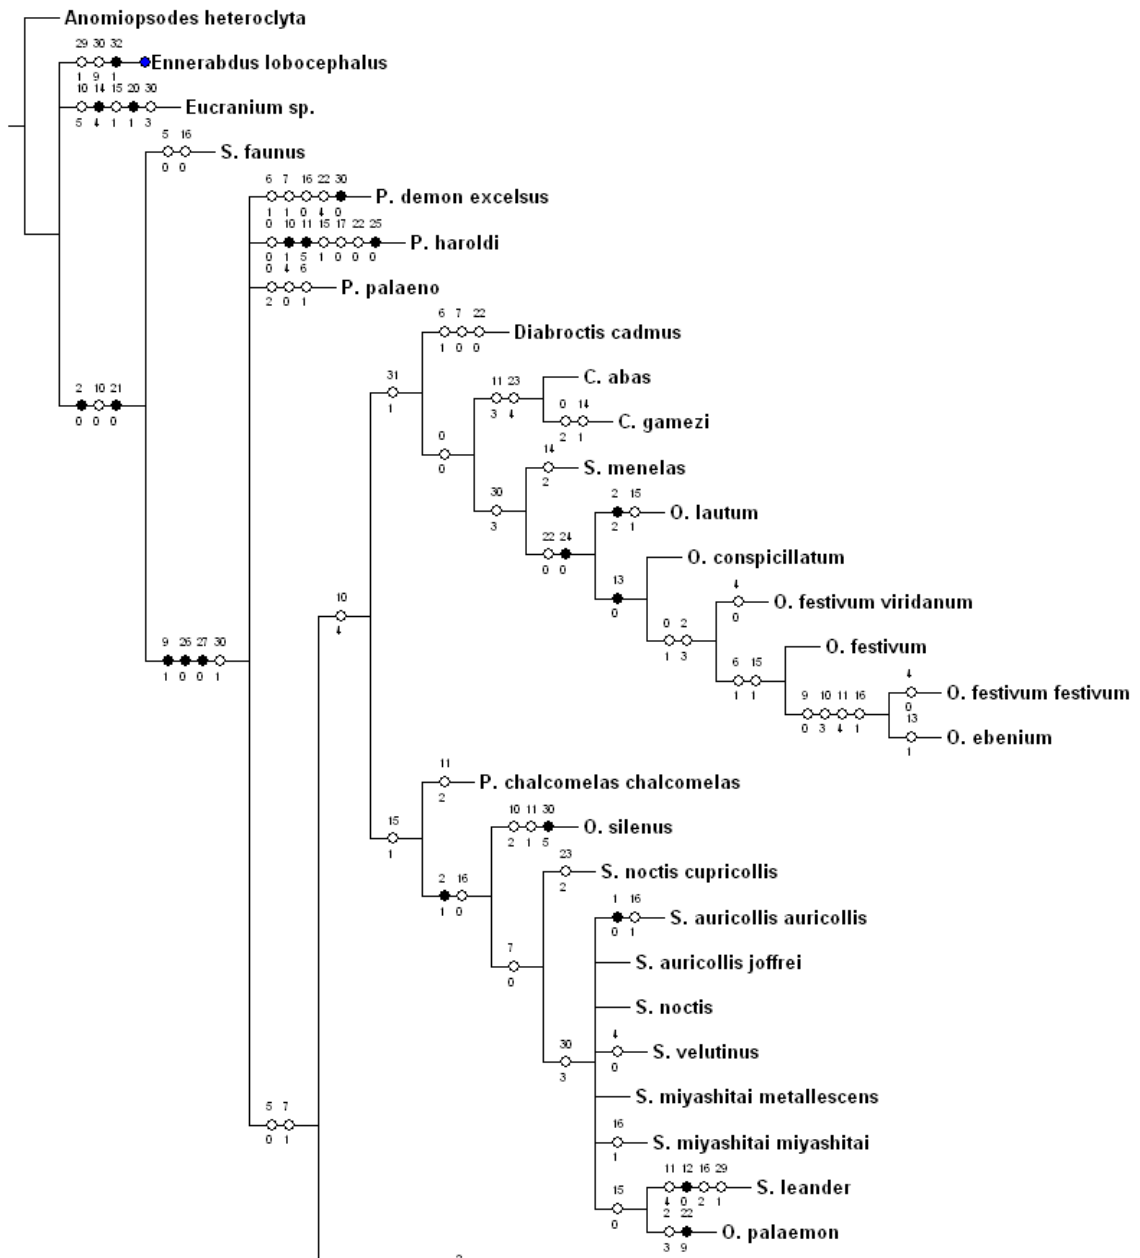 Anomiopsodes heteroclyta
29 30 32
Ennerabdus lobocephalus
1 9 1
10 14 15 20 30
Eucranium sp.
5 4 1 1 3
5 16
S. faunus
0 0
6 7 16 22 30
P. demon excelsus
1 1 0 4 0
0 10 11 15 17 22 25
P. haroldi
0 1 5 1 0 0 0
0 4 6
P. palaeno
2 0 1
6 7 22
Diabroctis cadmus
1 0 0
31
1
11 23
C. abas
3 4
0 14
C. gamezi
2 1
0
0
14
S. menelas
2
30
3
2 15
O. lautum
2 1
22 24
0 0
O. conspicillatum
13
0
4
O. festivum viridanum
0
0 2
1 3
O. festivum
6 15
1 1
4
O. festivum festivum
0
9 10 11 16
0 3 4 1
13
O. ebenium
1
2 10 21
0 0 0
9 26 27 30
1 0 0 1
10
4
11
P. chalcomelas chalcomelas
2
15
1
10 11 30
O. silenus
2 1 5
2 16
1 0
23
S. noctis cupricollis
2
7
0
1 16
S. auricollis auricollis
0 1
S. auricollis joffrei
S. noctis
30
3
4
S. velutinus
0
S. miyashitai metallescens
16
S. miyashitai miyashitai
1
5 7
0 1
11 12 16 29
S. leander
4 0 2 1
15
0
2 22
O. palaemon
3 9